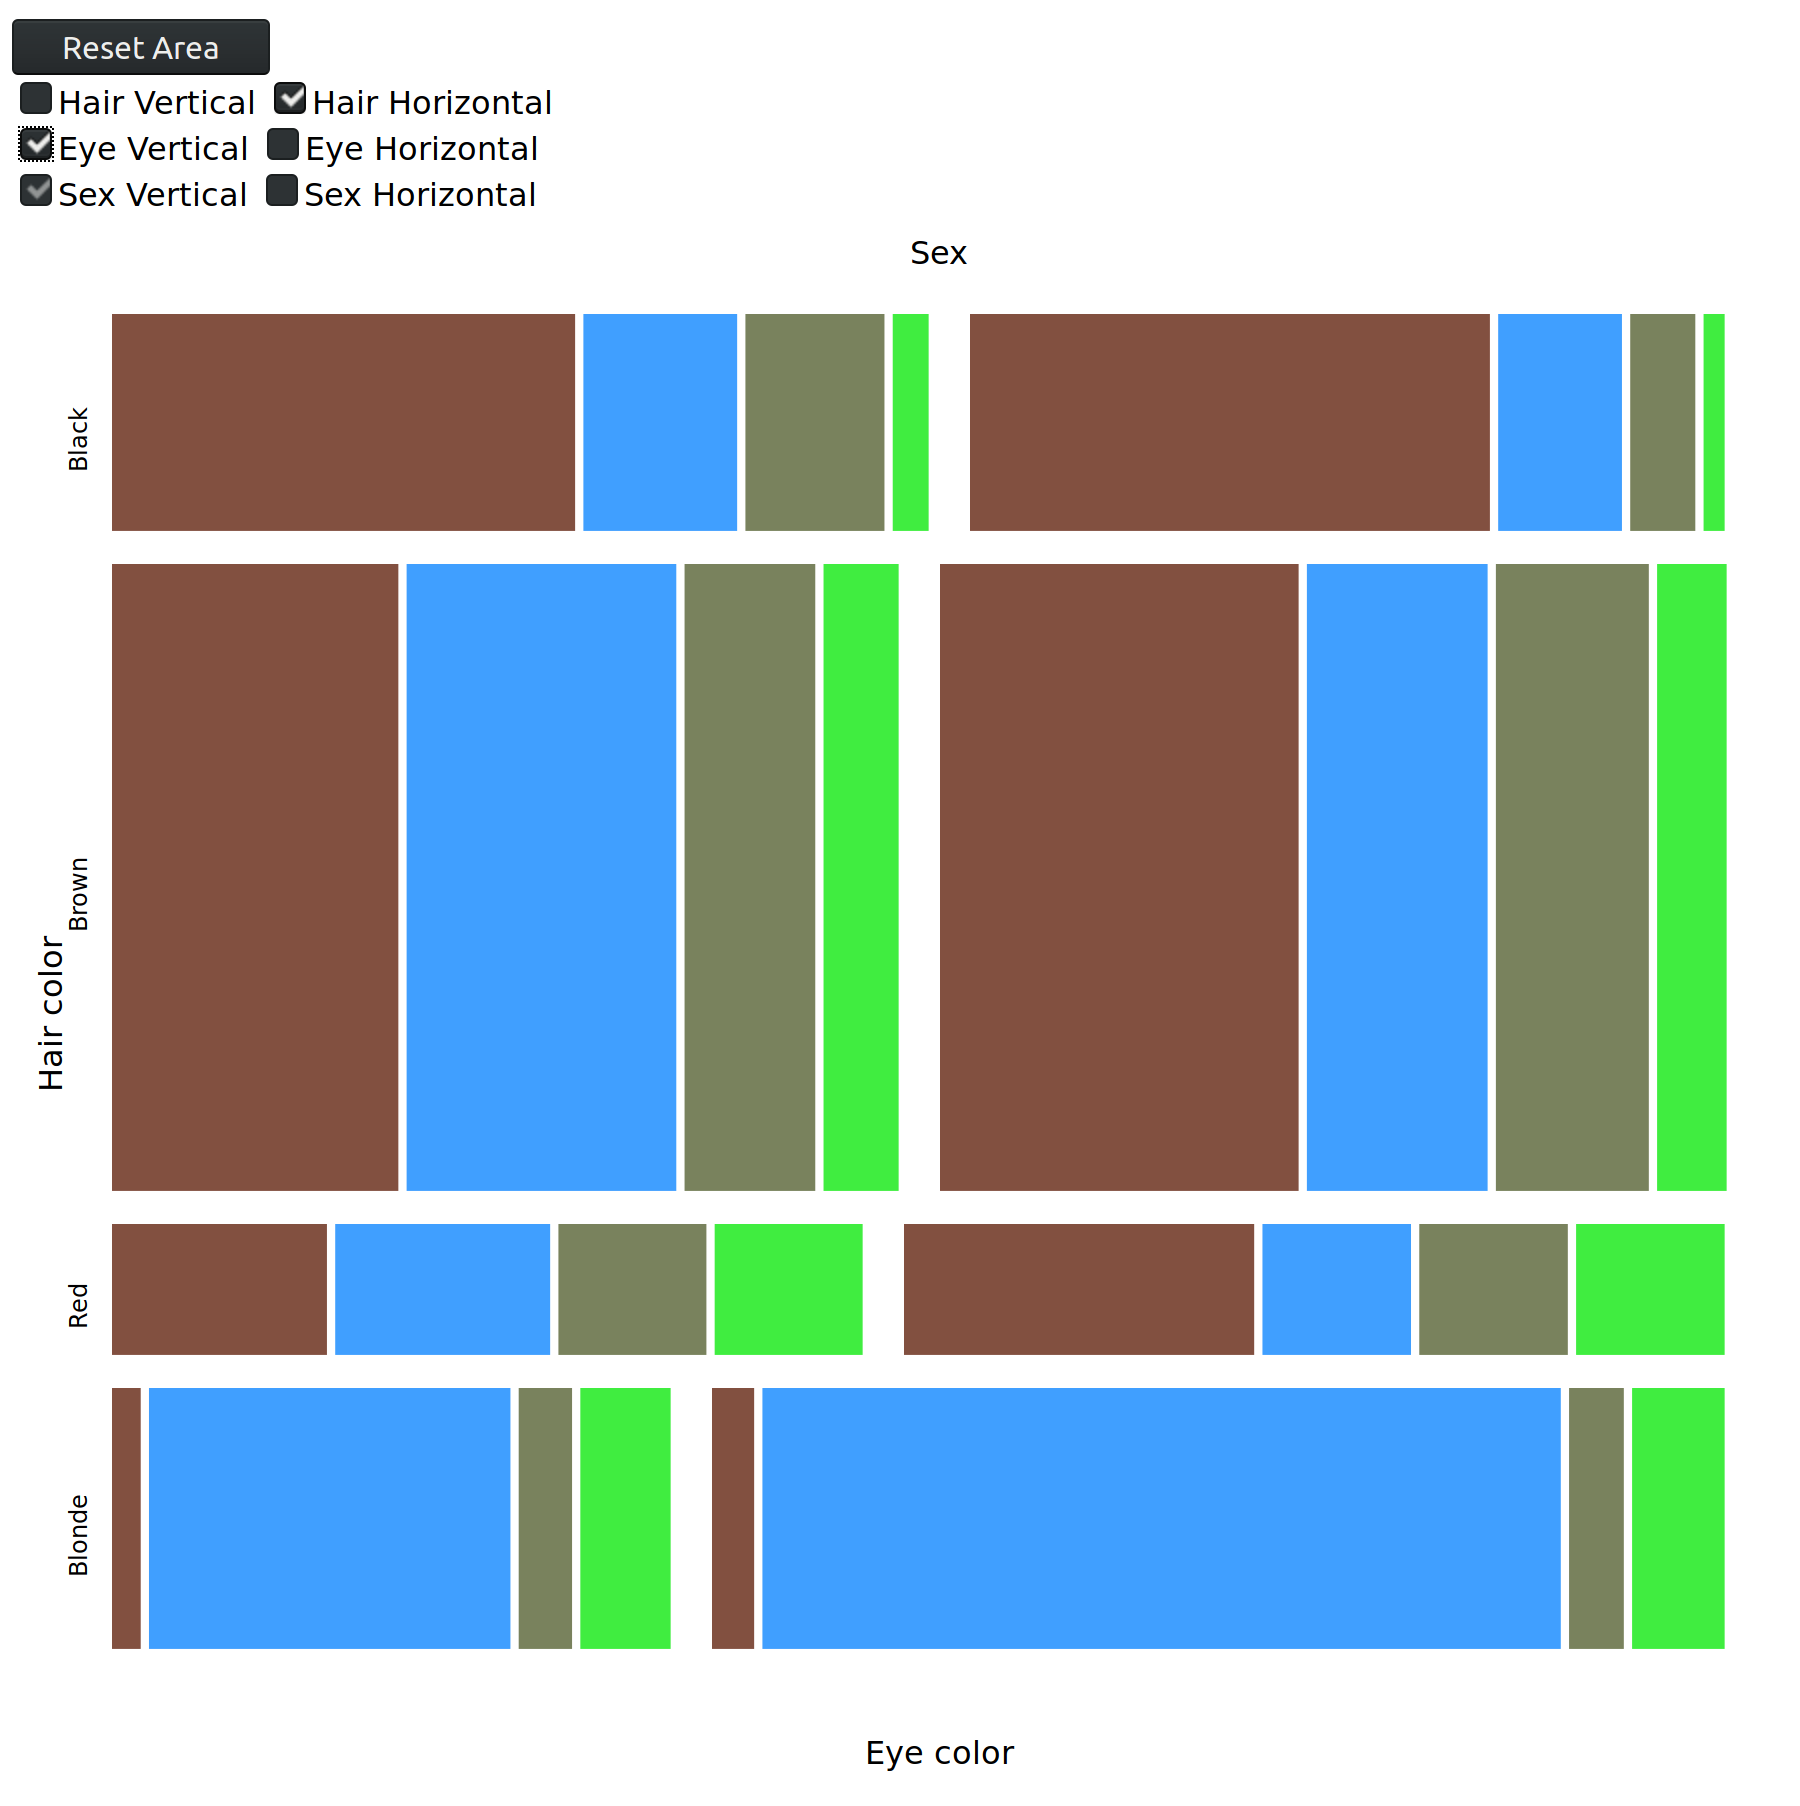 Reset Area
Hair Vertical Hair Horizontal
Eye Vertical Eye Horizontal
Sex Vertical Sex Horizontal
Sex
Black
Brown
Hair color
Red
Blonde
Eye color